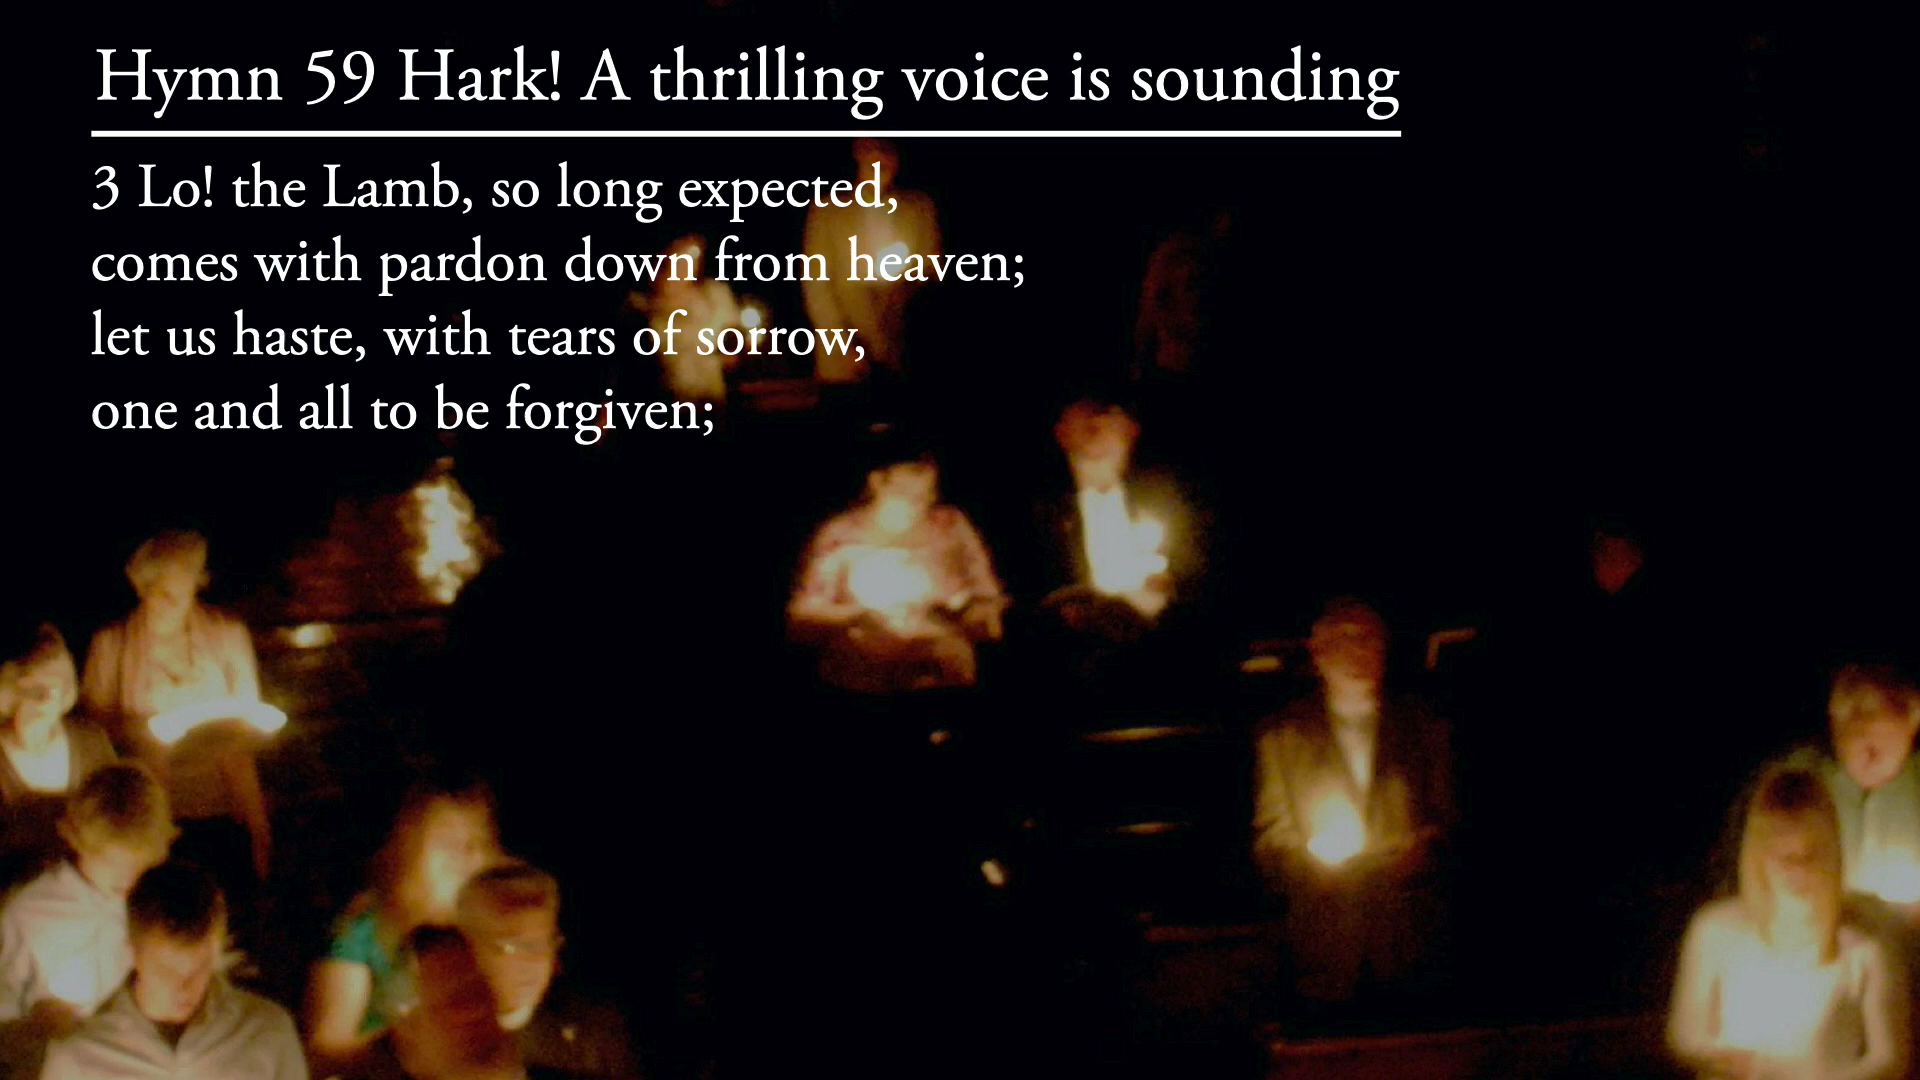 Hymn 59 Hark! A thrilling voice is sounding
3 Lo! the Lamb, so long expected,
comes with pardon down from heaven;
let us haste, with tears of sorrow,
one and all to be forgiven;